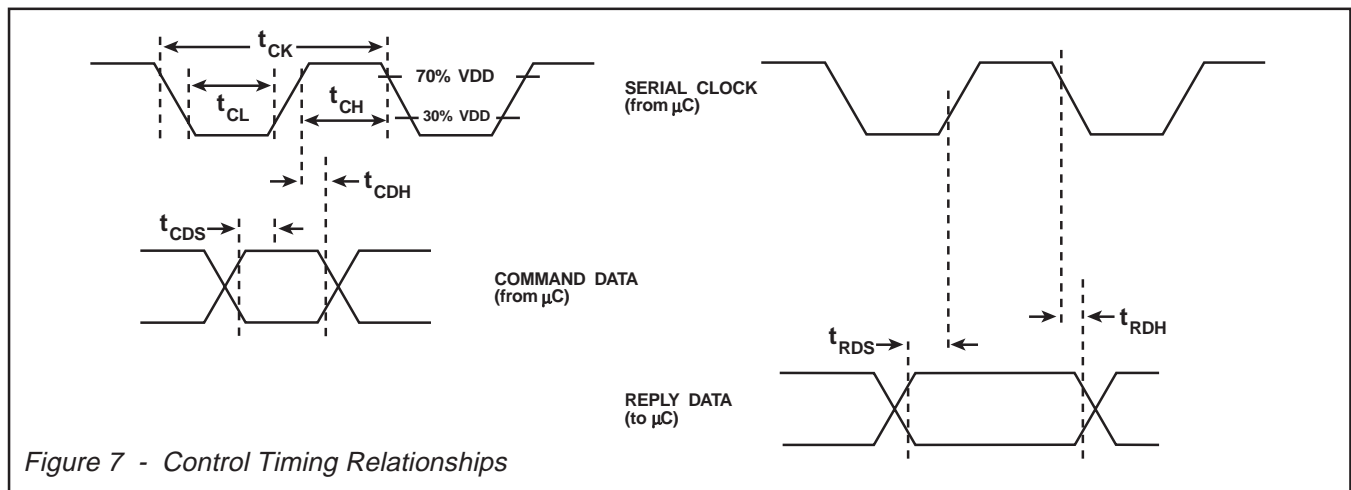 tCK
tCL
tCH
70% VDD
30% VDD
tCDH
tCDS
SERIAL CLOCK
(from µC)
COMMAND DATA
(from µC)
tRDS
tRDH
REPLY DATA
(to µC)
Figure 7 - Control Timing Relationships